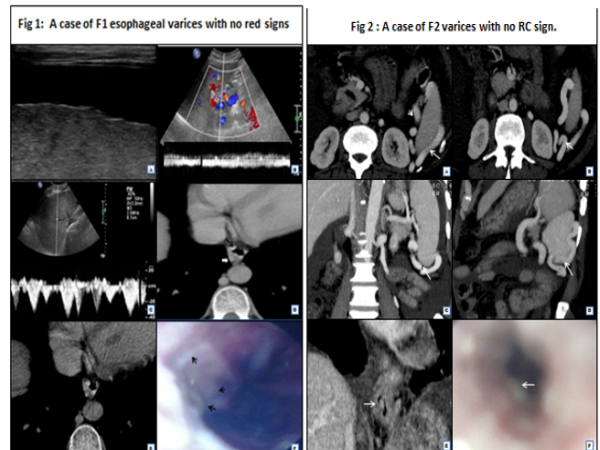 Fig 1: A case of F1 esophageal varices with no red signs
Fig 2 : A case of F2 varices with no RC sign.
A
B
A
B
C
D
C
D
E
F
E
F